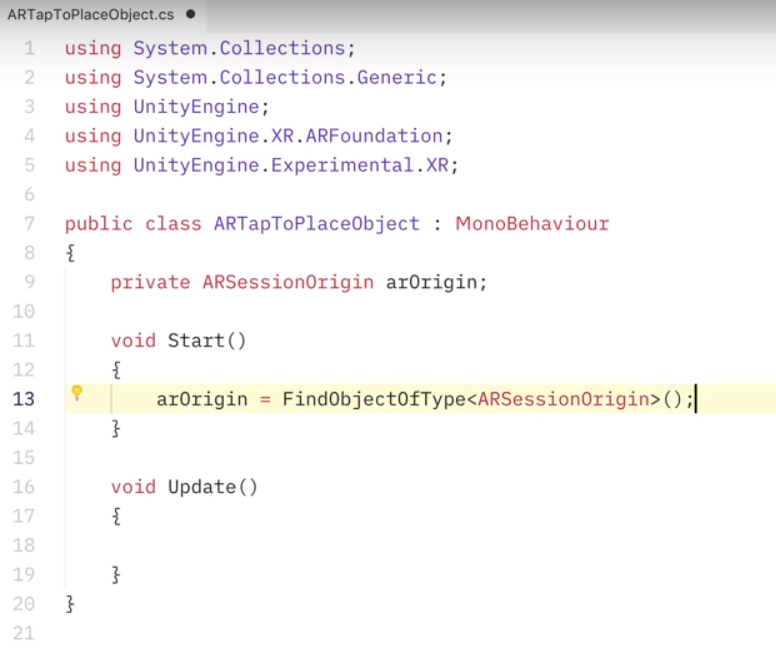 ARTapToPlaceObject.cs ●
1 using System.Collections;
2 using System.Collections.Generic;
3 using UnityEngine;
4 using UnityEngine.XR.ARFoundation;
5 using UnityEngine.Experimental.XR;
6
7 public class ARTapToPlaceObject : MonoBehaviour
8 {
9     private ARSessionOrigin arOrigin;
10
11     void Start()
12     {
13         arOrigin = FindObjectOfType<ARSessionOrigin>();
14     }
15
16     void Update()
17     {
18
19     }
20 }
21